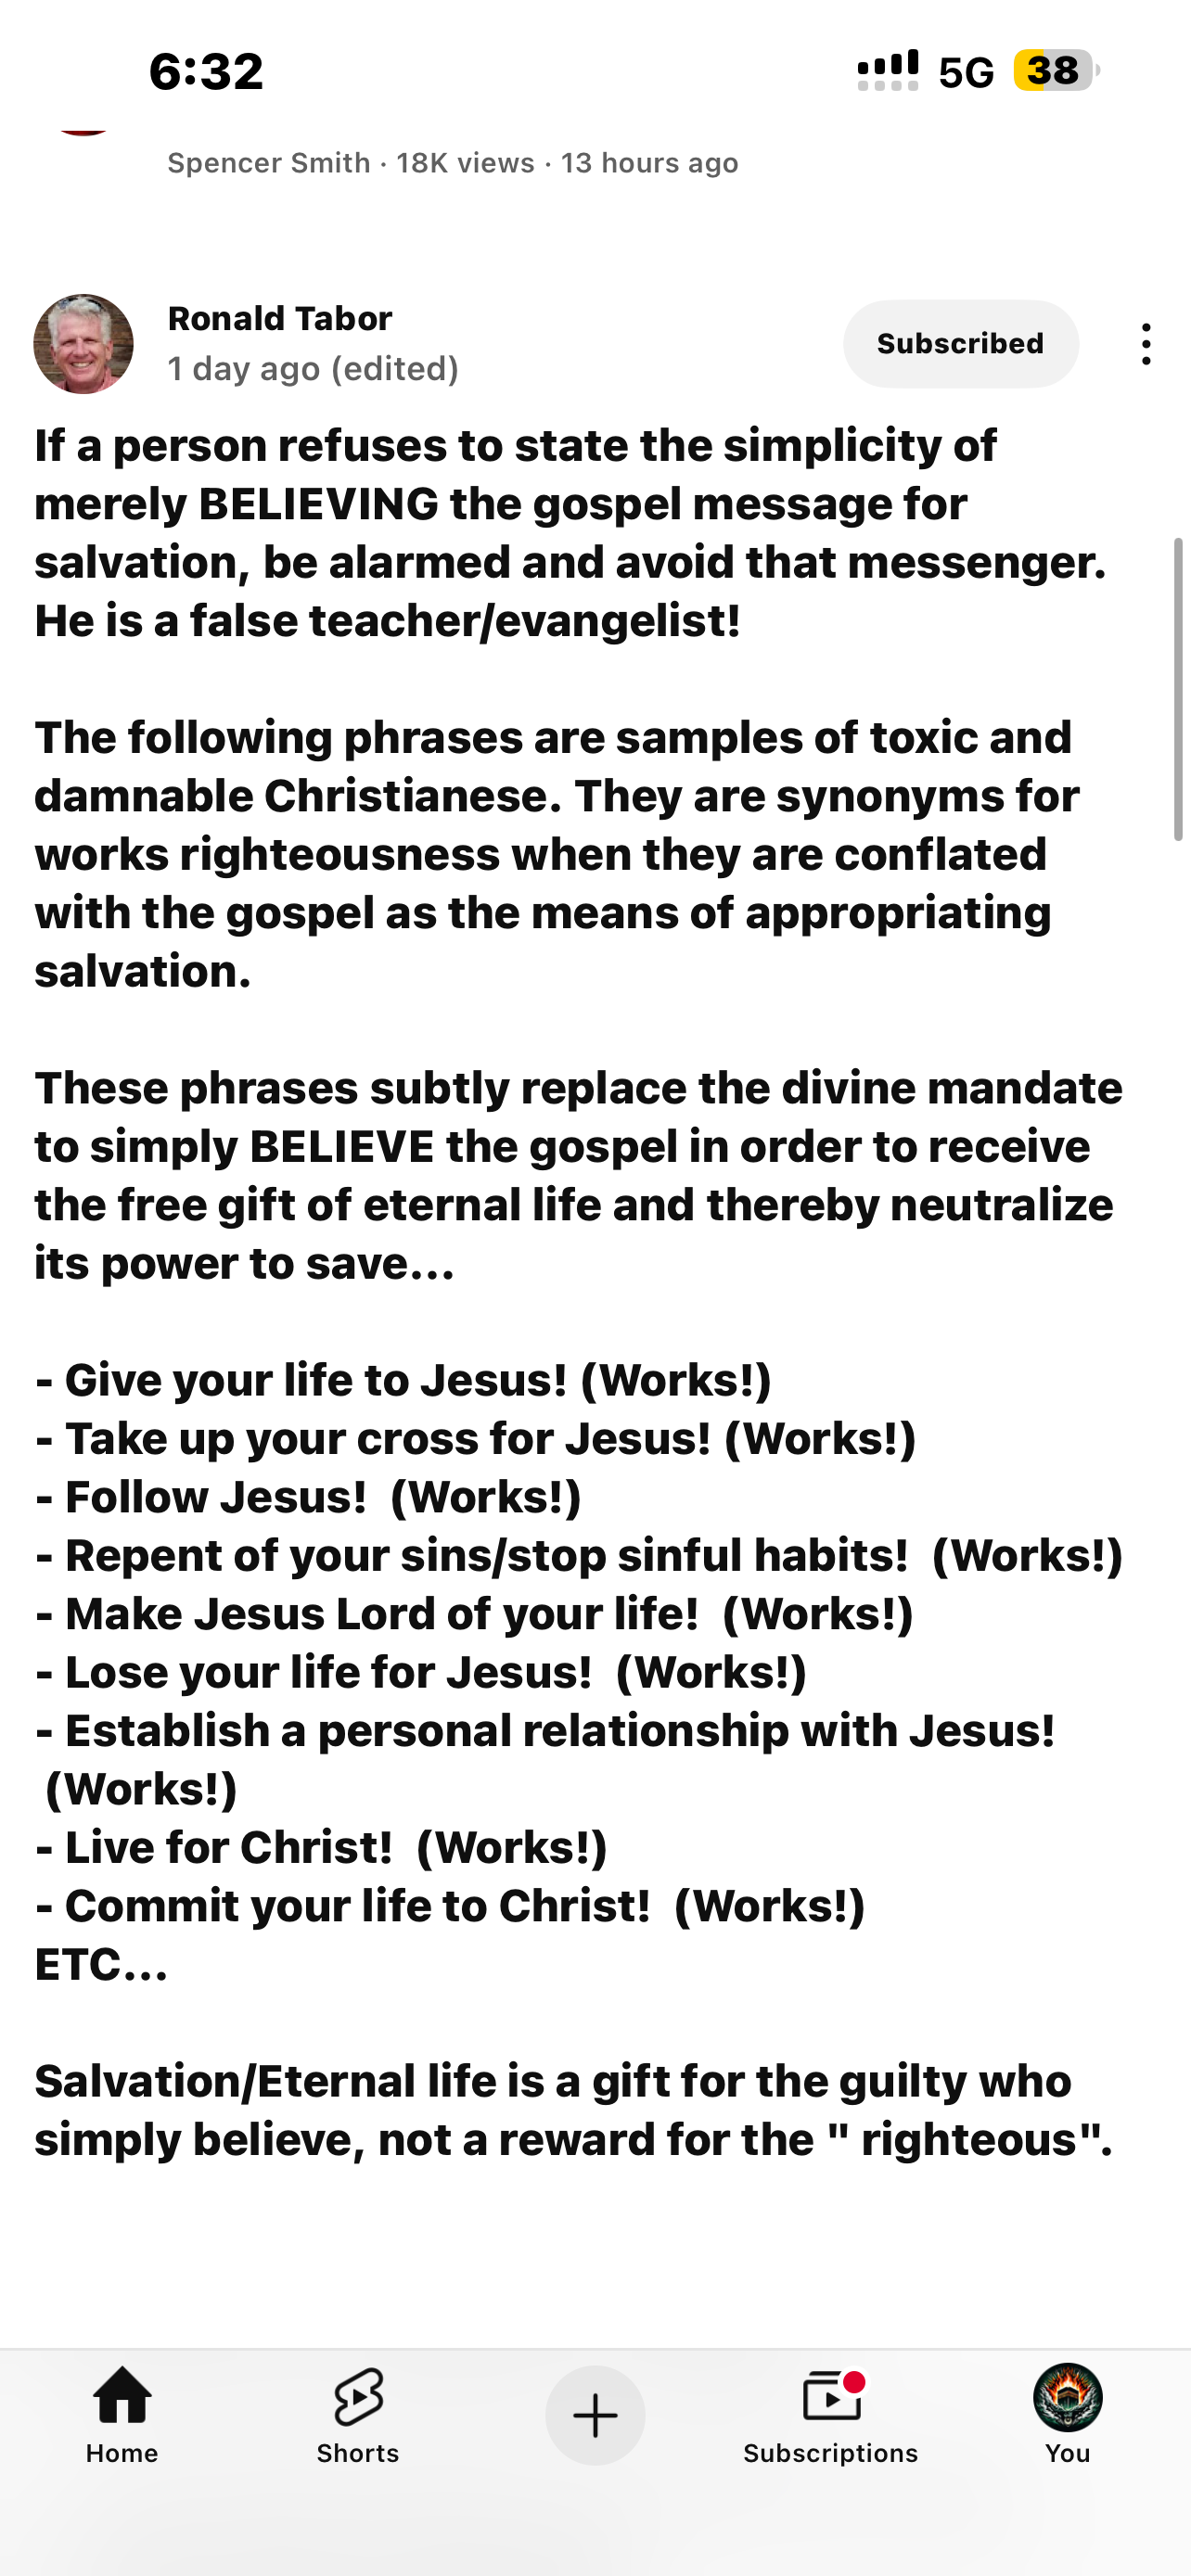 6:32
5G
38
Spencer Smith · 18K views · 13 hours ago
Ronald Tabor
1 day ago (edited)
Subscribed
If a person refuses to state the simplicity of
merely BELIEVING the gospel message for
salvation, be alarmed and avoid that messenger.
He is a false teacher/evangelist!
The following phrases are samples of toxic and
damnable Christianese. They are synonyms for
works righteousness when they are conflated
with the gospel as the means of appropriating
salvation.
These phrases subtly replace the divine mandate
to simply BELIEVE the gospel in order to receive
the free gift of eternal life and thereby neutralize
its power to save...
- Give your life to Jesus! (Works!)
- Take up your cross for Jesus! (Works!)
- Follow Jesus!  (Works!)
- Repent of your sins/stop sinful habits!  (Works!)
- Make Jesus Lord of your life!  (Works!)
- Lose your life for Jesus!  (Works!)
- Establish a personal relationship with Jesus!
(Works!)
- Live for Christ!  (Works!)
- Commit your life to Christ!  (Works!)
ETC...
Salvation/Eternal life is a gift for the guilty who
simply believe, not a reward for the " righteous".
Home
Shorts
Subscriptions
You